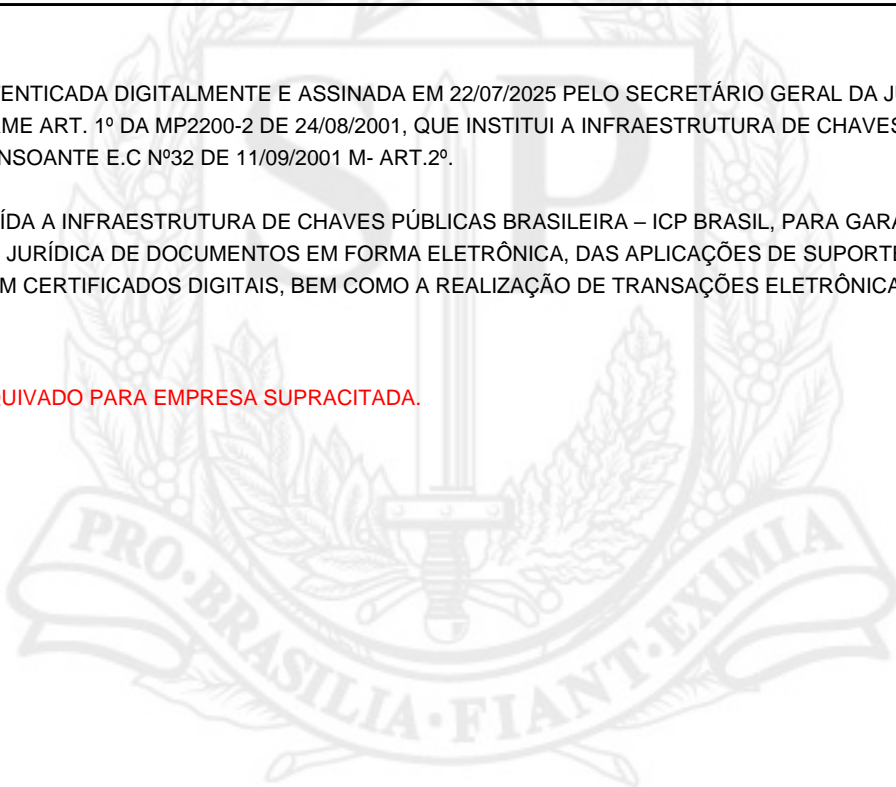 SP
ENTICADA DIGITALMENTE E ASSINADA EM 22/07/2025 PELO SECRETÁRIO GERAL DA J
ME ART. 1º DA MP2200-2 DE 24/08/2001, QUE INSTITUI A INFRAESTRUTURA DE CHAVES
NSOANTE E.C Nº32 DE 11/09/2001 M- ART.2º.
ÍDA A INFRAESTRUTURA DE CHAVES PÚBLICAS BRASILEIRA – ICP BRASIL, PARA GARA
JURÍDICA DE DOCUMENTOS EM FORMA ELETRÔNICA, DAS APLICAÇÕES DE SUPORTE
M CERTIFICADOS DIGITAIS, BEM COMO A REALIZAÇÃO DE TRANSAÇÕES ELETRÔNICA
UIVADO PARA EMPRESA SUPRACITADA.
PRO·BRASILIA·FIANT·EXIMIA